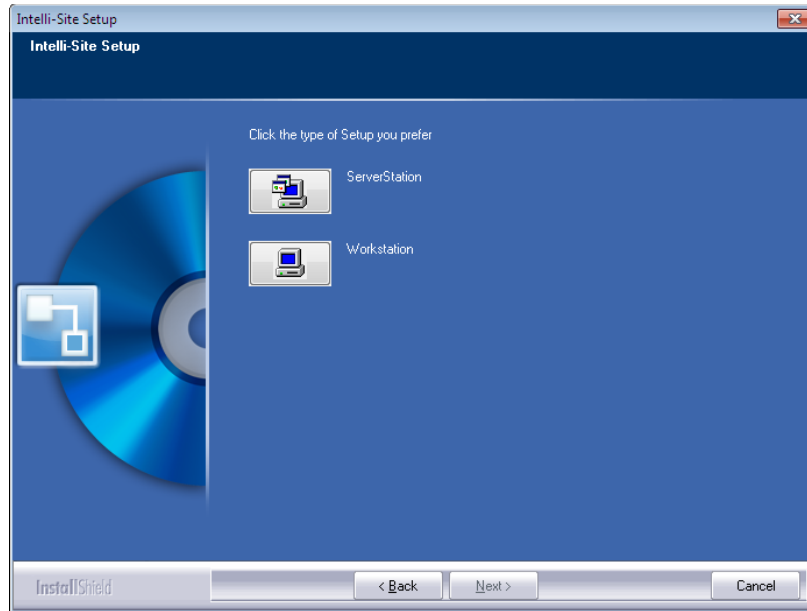 Intelli-Site Setup
Intelli-Site Setup
Click the type of Setup you prefer
ServerStation
Workstation
InstallShield
< Back
Next >
Cancel